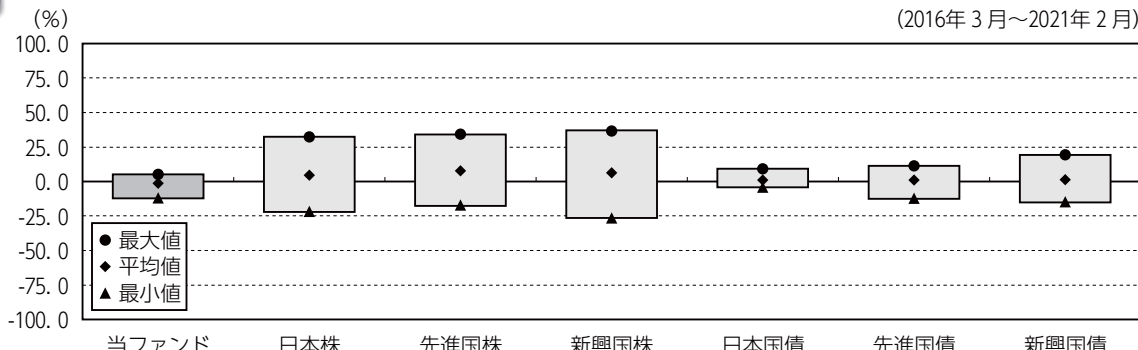 (%)
(2016年3月～2021年2月)
100.0
75.0
50.0
25.0
0.0
-25.0
-50.0
-75.0
-100.0
● 最大値
◆ 平均値
▲ 最小値
当ファンド 日本株 先進国株 新興国株 日本国債 先進国債 新興国債